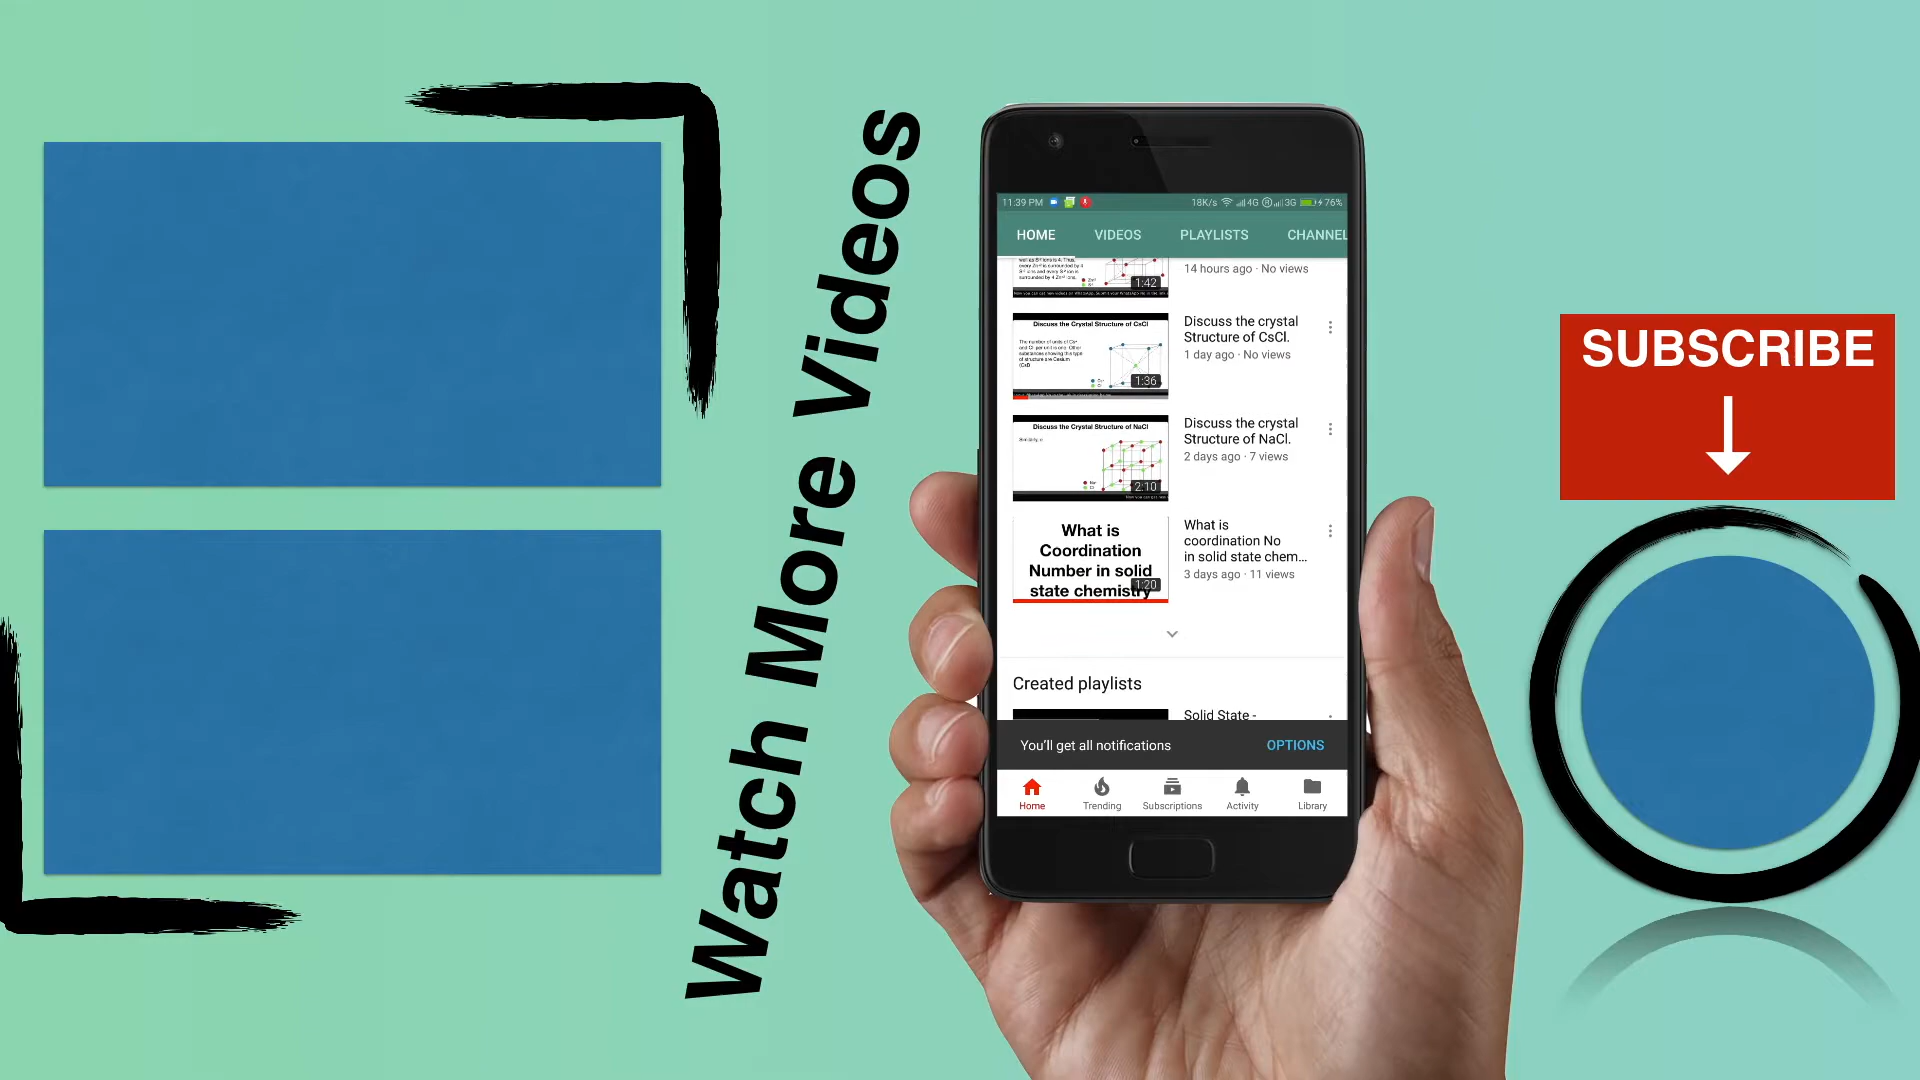 Watch More Videos
11:39 PM
18K/s
4G
R
3G
76%
HOME
VIDEOS
PLAYLISTS
CHANNEL
1:42
14 hours ago · No views
Discuss the Crystal Structure of CsCl
1:36
Discuss the crystal
Structure of CsCl.
1 day ago · No views
Discuss the Crystal Structure of NaCl
Similarly,
2:10
Discuss the crystal
Structure of NaCl.
2 days ago · 7 views
What is
Coordination
Number in solid
state chemistry
1:20
What is
coordination No
in solid state chem...
3 days ago · 11 views
Created playlists
Solid State -
You'll get all notifications
OPTIONS
Home
Trending
Subscriptions
Activity
Library
SUBSCRIBE